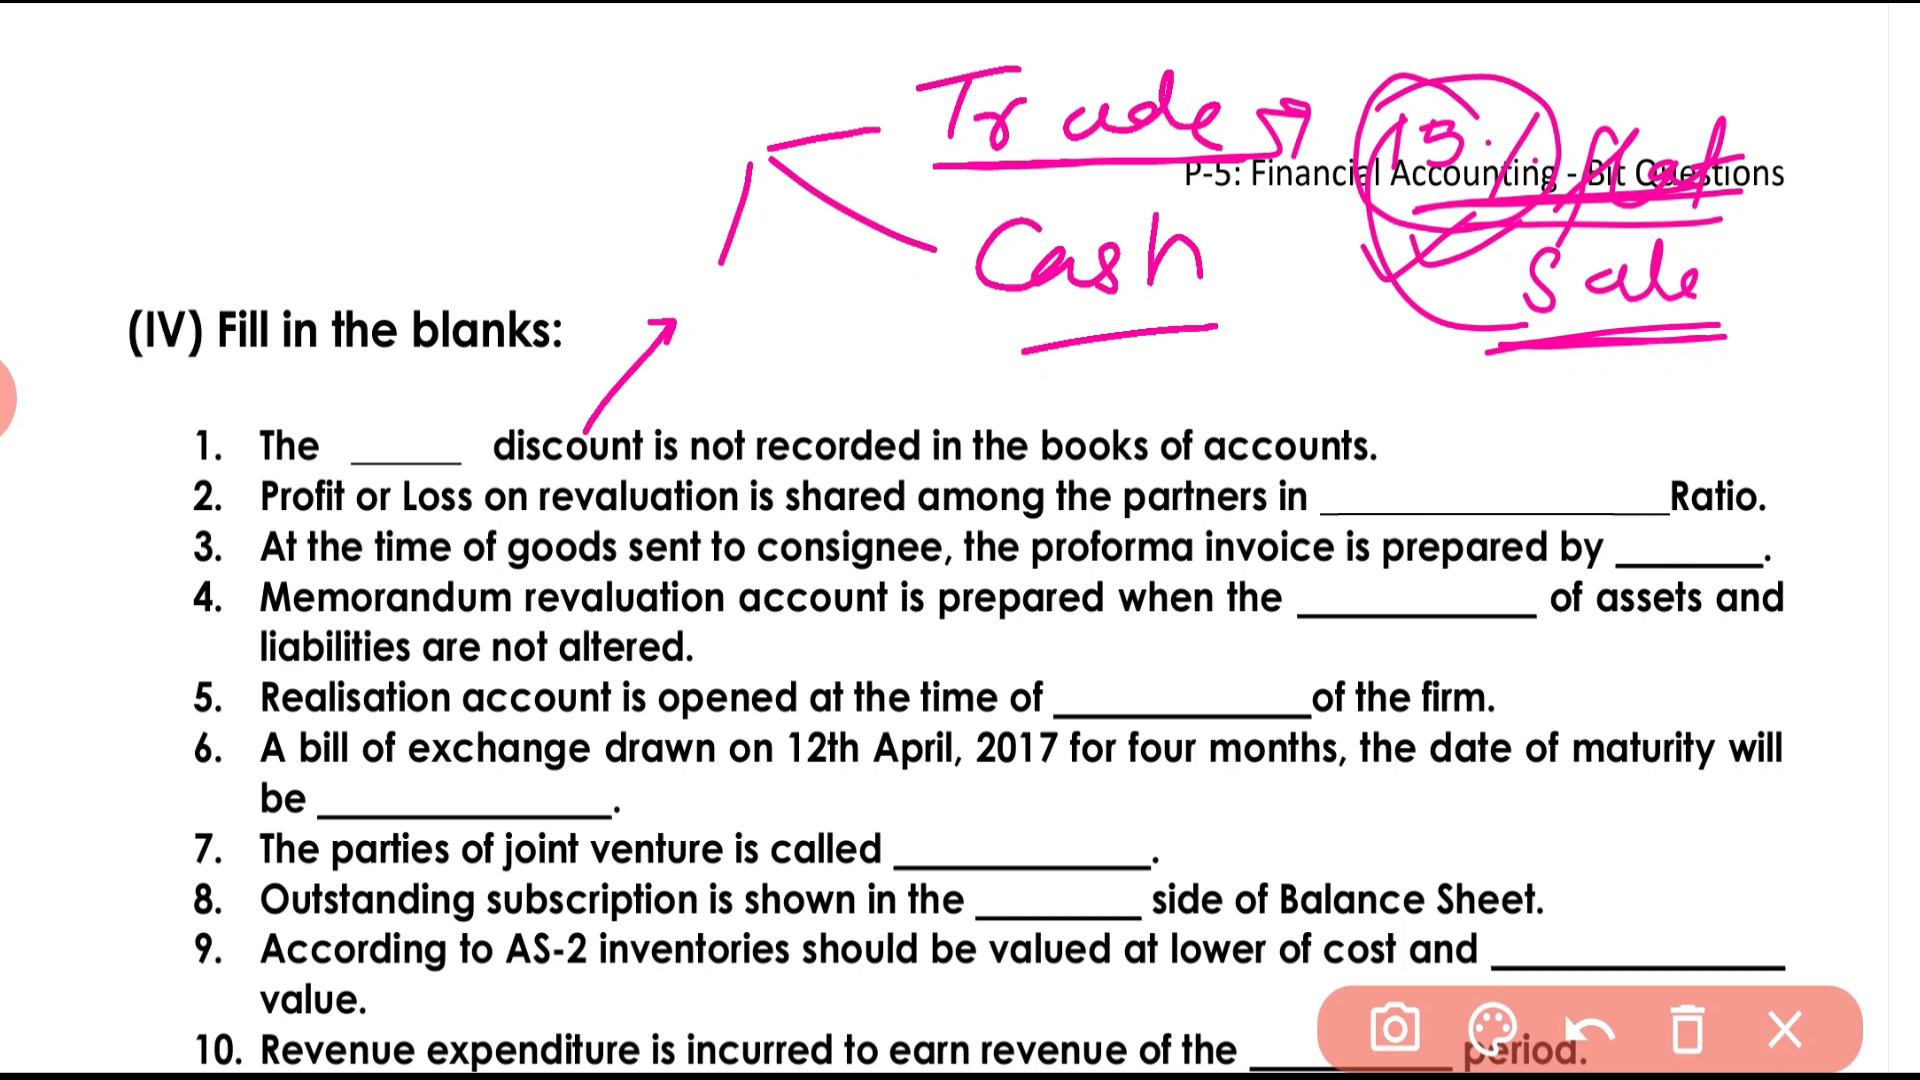 Trade
15% flat
P-5: Financial Accounting - Bit Questions
Cash
Sale
(IV) Fill in the blanks:
1. The ______ discount is not recorded in the books of accounts.
2. Profit or Loss on revaluation is shared among the partners in __________________Ratio.
3. At the time of goods sent to consignee, the proforma invoice is prepared by ________.
4. Memorandum revaluation account is prepared when the _____________ of assets and
liabilities are not altered.
5. Realisation account is opened at the time of ______________of the firm.
6. A bill of exchange drawn on 12th April, 2017 for four months, the date of maturity will
be ________________.
7. The parties of joint venture is called ______________.
8. Outstanding subscription is shown in the _________ side of Balance Sheet.
9. According to AS-2 inventories should be valued at lower of cost and ________________
value.
10. Revenue expenditure is incurred to earn revenue of the ___________ period.